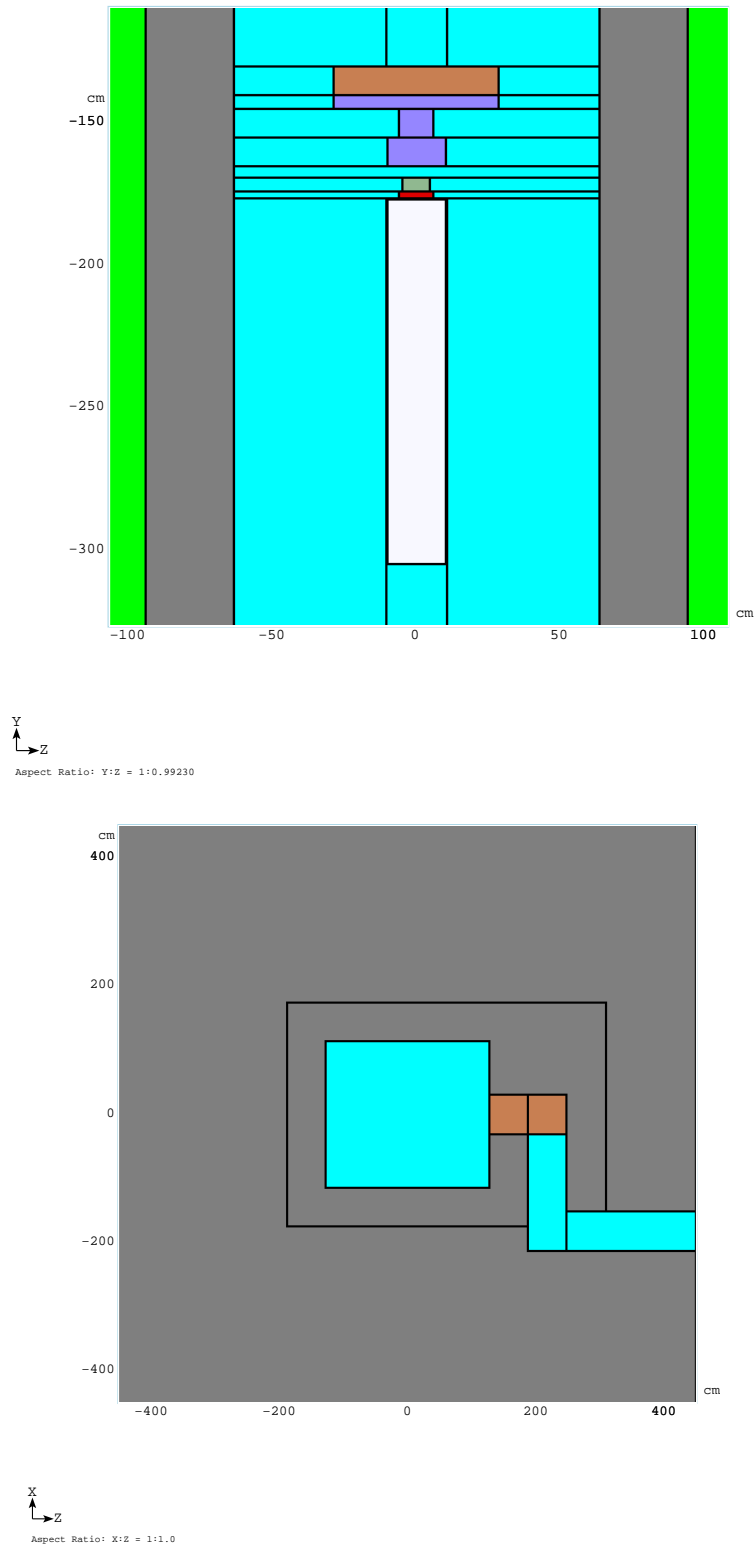 cm
-150
-200
-250
-300
cm
-100 -50 0 50 100
Y
Z
Aspect Ratio: Y:Z = 1:0.99230
cm
400
200
0
-200
-400
cm
-400 -200 0 200 400
X
Z
Aspect Ratio: X:Z = 1:1.0